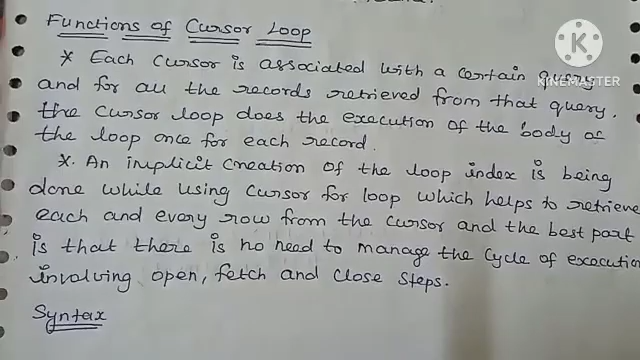 Functions of Cursor Loop
* Each Cursor is associated with a certain query
and for all the records retrieved from that query.
the cursor loop does the execution of the body of
the loop once for each record.
*. An implicit creation of the loop index is being
done while using Cursor for loop which helps to retrieve
each and every row from the cursor and the best part
is that there is no need to manage the cycle of execution
involving open, fetch and close steps.
Syntax
K
KINEMASTER